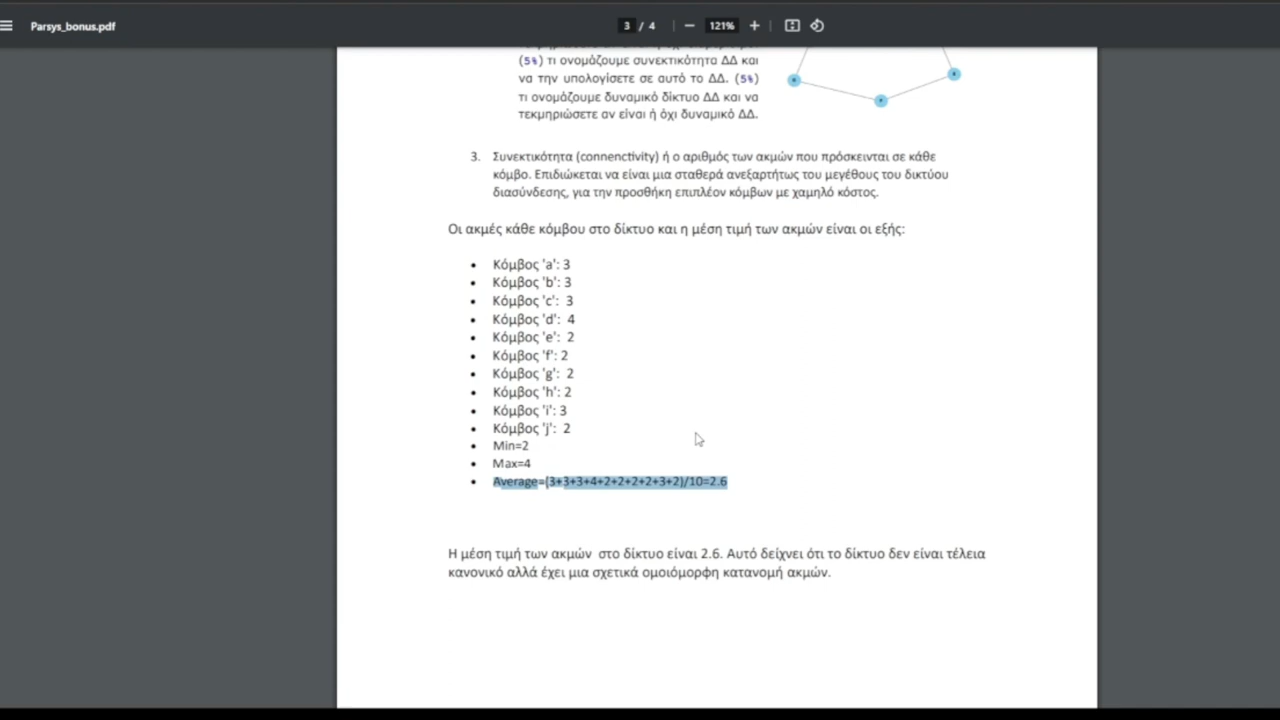 Parsys_bonus.pdf
3 / 4
121%
(5%) τι ονομάζουμε συνεκτικότητα ΔΔ και
να την υπολογίσετε σε αυτό το ΔΔ. (5%)
τι ονομάζουμε δυναμικό δίκτυο ΔΔ και να
τεκμηριώσετε αν είναι ή όχι δυναμικό ΔΔ.
3. Συνεκτικότητα (connenctivity) ή ο αριθμός των ακμών που πρόσκεινται σε κάθε
κόμβο. Επιδιώκεται να είναι μια σταθερά ανεξαρτήτως του μεγέθους του δικτύου
διασύνδεσης, για την προσθήκη επιπλέον κόμβων με χαμηλό κόστος.
Οι ακμές κάθε κόμβου στο δίκτυο και η μέση τιμή των ακμών είναι οι εξής:
• Κόμβος 'a': 3
• Κόμβος 'b': 3
• Κόμβος 'c': 3
• Κόμβος 'd': 4
• Κόμβος 'e': 2
• Κόμβος 'f': 2
• Κόμβος 'g': 2
• Κόμβος 'h': 2
• Κόμβος 'i': 3
• Κόμβος 'j': 2
• Min=2
• Max=4
• Average=(3+3+3+4+2+2+2+2+3+2)/10=2.6
Η μέση τιμή των ακμών στο δίκτυο είναι 2.6. Αυτό δείχνει ότι το δίκτυο δεν είναι τέλεια
κανονικό αλλά έχει μια σχετικά ομοιόμορφη κατανομή ακμών.